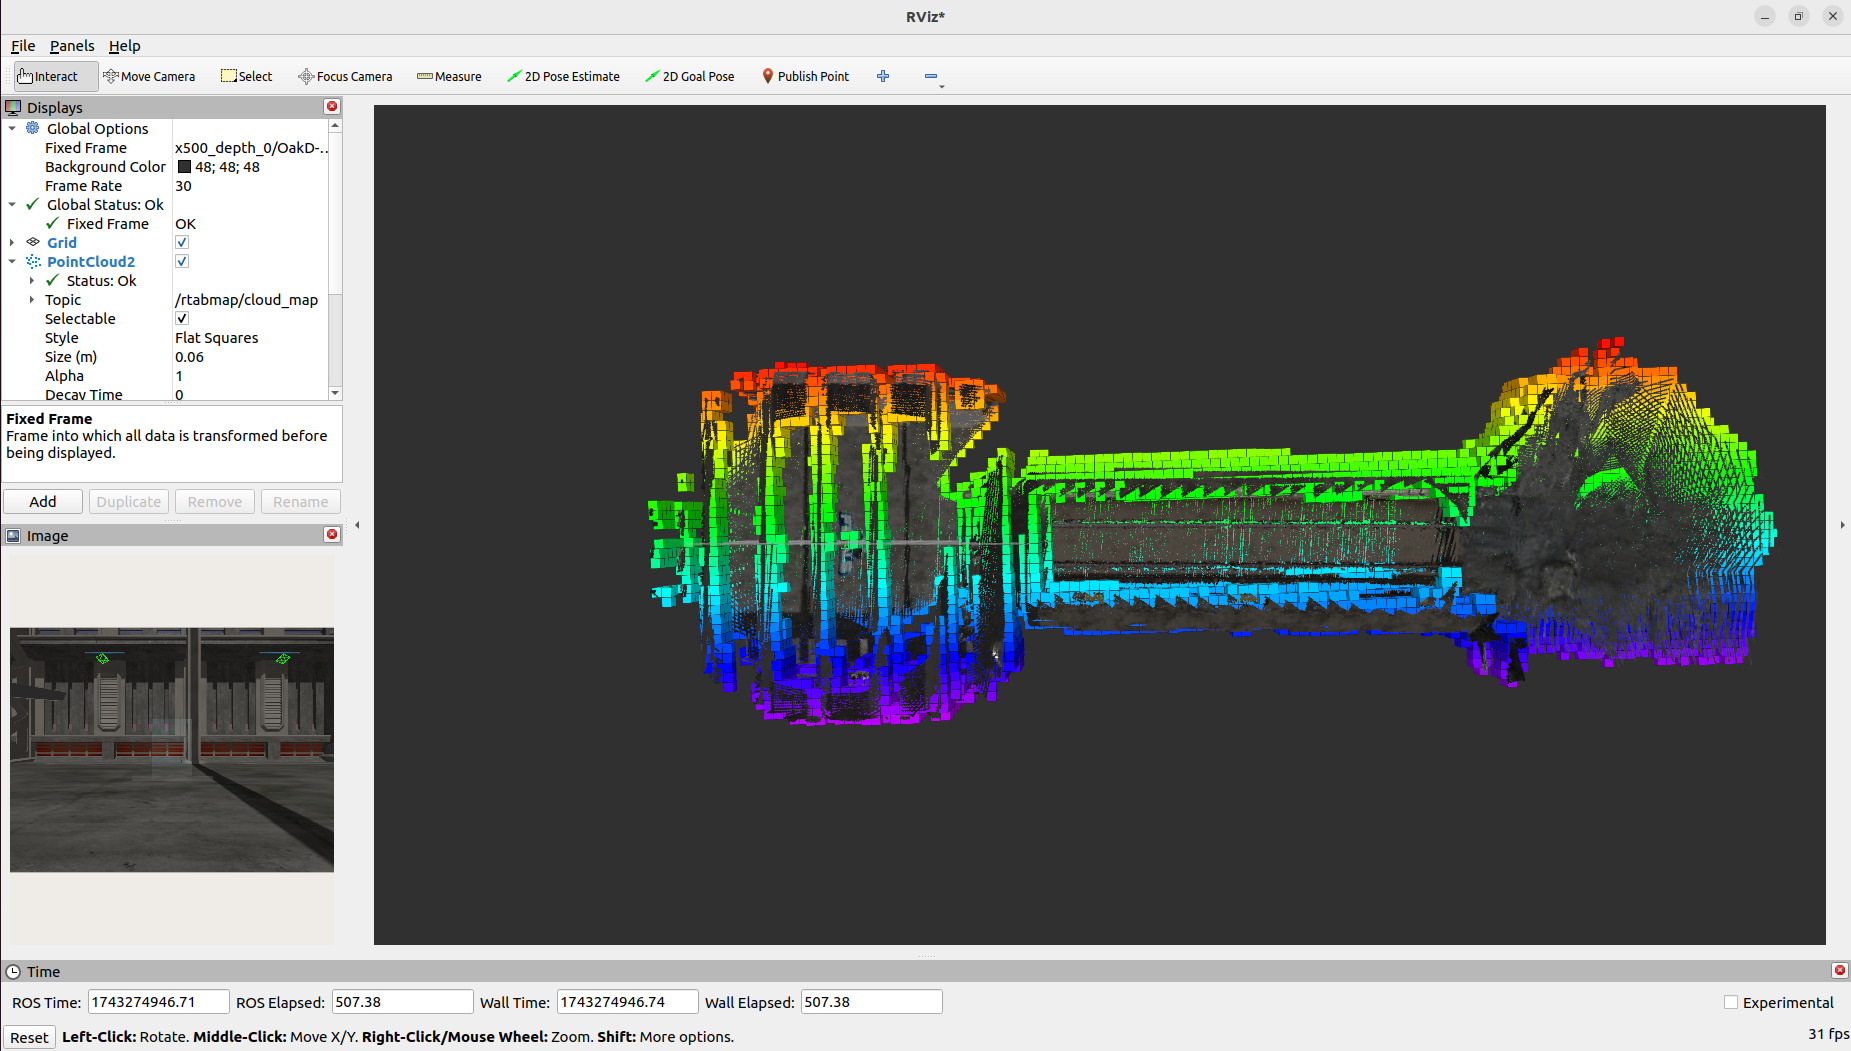 RViz*
File Panels Help
Interact Move Camera Select Focus Camera Measure 2D Pose Estimate 2D Goal Pose Publish Point
Displays
Global Options
Fixed Frame x500_depth_0/OakD-...
Background Color 48; 48; 48
Frame Rate 30
Global Status: Ok
Fixed Frame OK
Grid
PointCloud2
Status: Ok
Topic /rtabmap/cloud_map
Selectable
Style Flat Squares
Size (m) 0.06
Alpha 1
Decay Time 0
Fixed Frame
Frame into which all data is transformed before
being displayed.
Add Duplicate Remove Rename
Image
Time
ROS Time: 1743274946.71 ROS Elapsed: 507.38 Wall Time: 1743274946.74 Wall Elapsed: 507.38 Experimental
Reset Left-Click: Rotate. Middle-Click: Move X/Y. Right-Click/Mouse Wheel: Zoom. Shift: More options. 31 fps